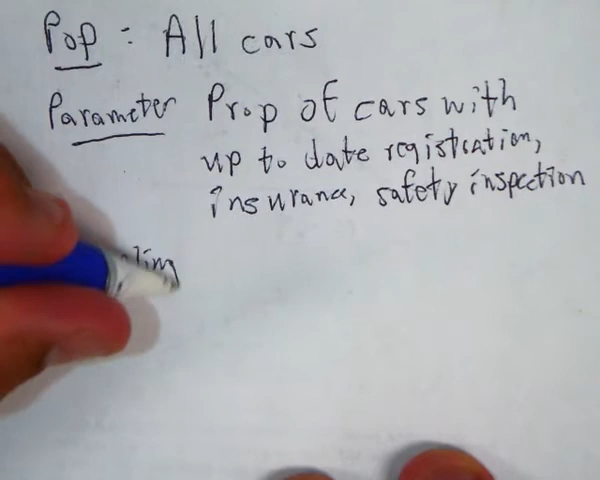 Pop : All cars
Parameter Prop of cars with
up to date registration,
insurance, safety inspection